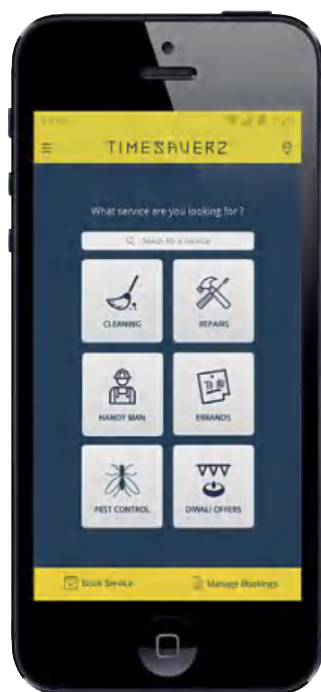 TIMESAVERZ
What service are you looking for ?
Search for a service
CLEANING
REPAIRS
HANDY MAN
ERRANDS
PEST CONTROL
DIWALI OFFERS
Book Service
Manage Bookings